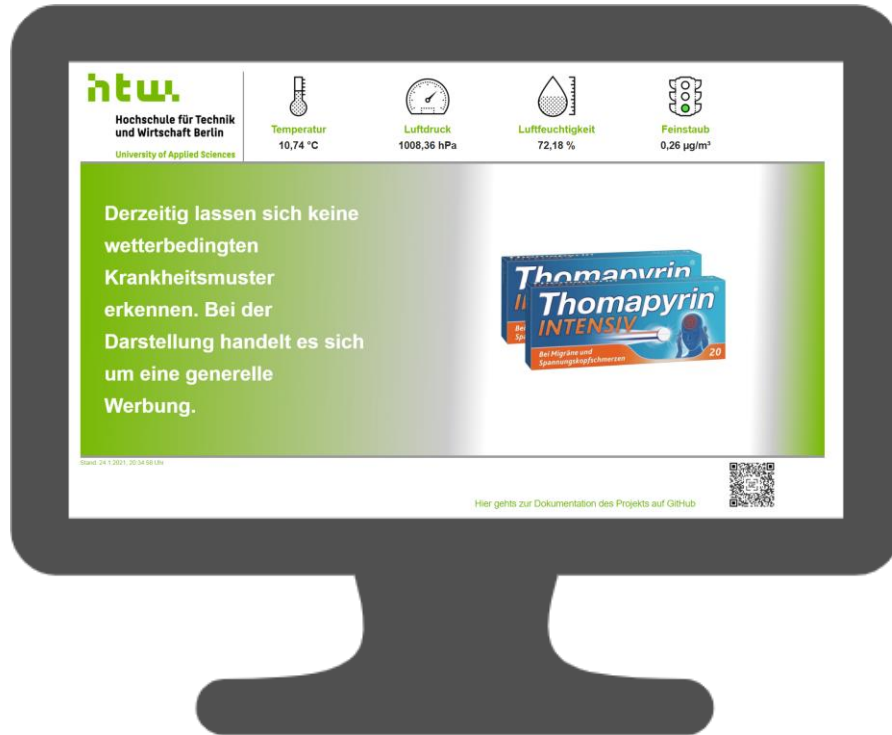 htw.
Hochschule für Technik
und Wirtschaft Berlin
University of Applied Sciences
Temperatur
10,74 °C
Luftdruck
1008,36 hPa
Luftfeuchtigkeit
72,18 %
Feinstaub
0,26 µg/m³
Derzeitig lassen sich keine
wetterbedingten
Krankheitsmuster
erkennen. Bei der
Darstellung handelt es sich
um eine generelle
Werbung.
Thomapyrin
Thomapyrin®
INTENSIV
Bei Migräne und
Spannungskopfschmerzen
20
Stand: 24.1.2021, 20:34:56 Uhr
Hier gehts zur Dokumentation des Projekts auf GitHub